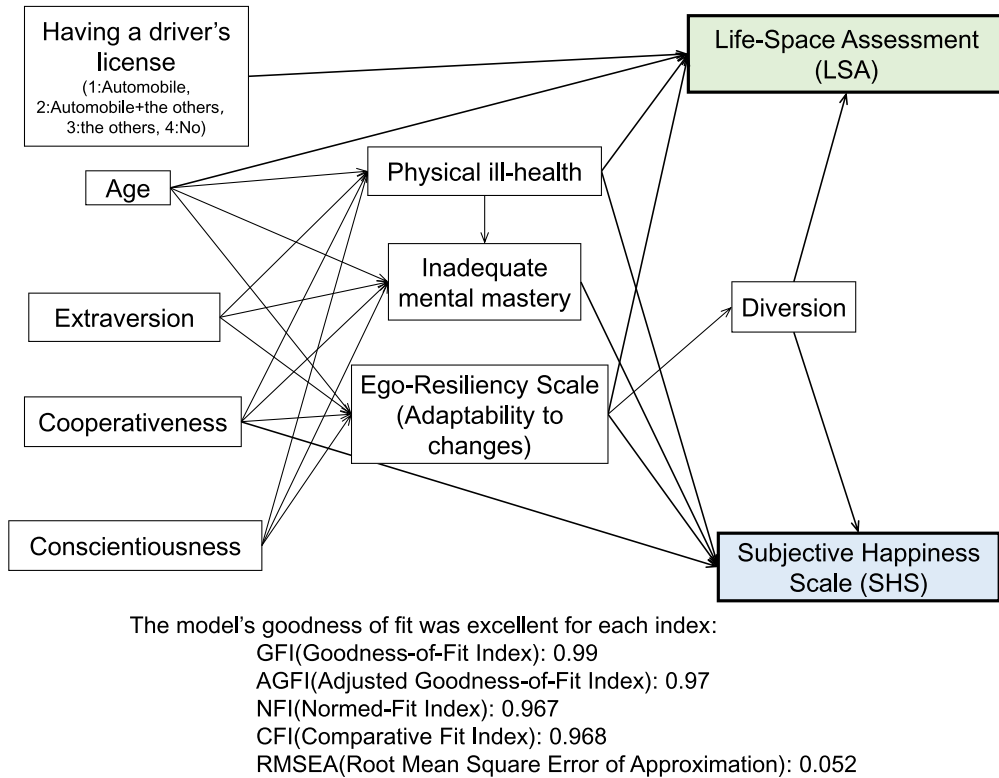 Having a driver’s
license
(1:Automobile,
2:Automobile+the others,
3:the others, 4:No)
Life-Space Assessment
(LSA)
Age
Physical ill-health
Inadequate
mental mastery
Extraversion
Diversion
Ego-Resiliency Scale
(Adaptability to
changes)
Cooperativeness
Conscientiousness
Subjective Happiness
Scale (SHS)
The model’s goodness of fit was excellent for each index:
GFI(Goodness-of-Fit Index): 0.99
AGFI(Adjusted Goodness-of-Fit Index): 0.97
NFI(Normed-Fit Index): 0.967
CFI(Comparative Fit Index): 0.968
RMSEA(Root Mean Square Error of Approximation): 0.052